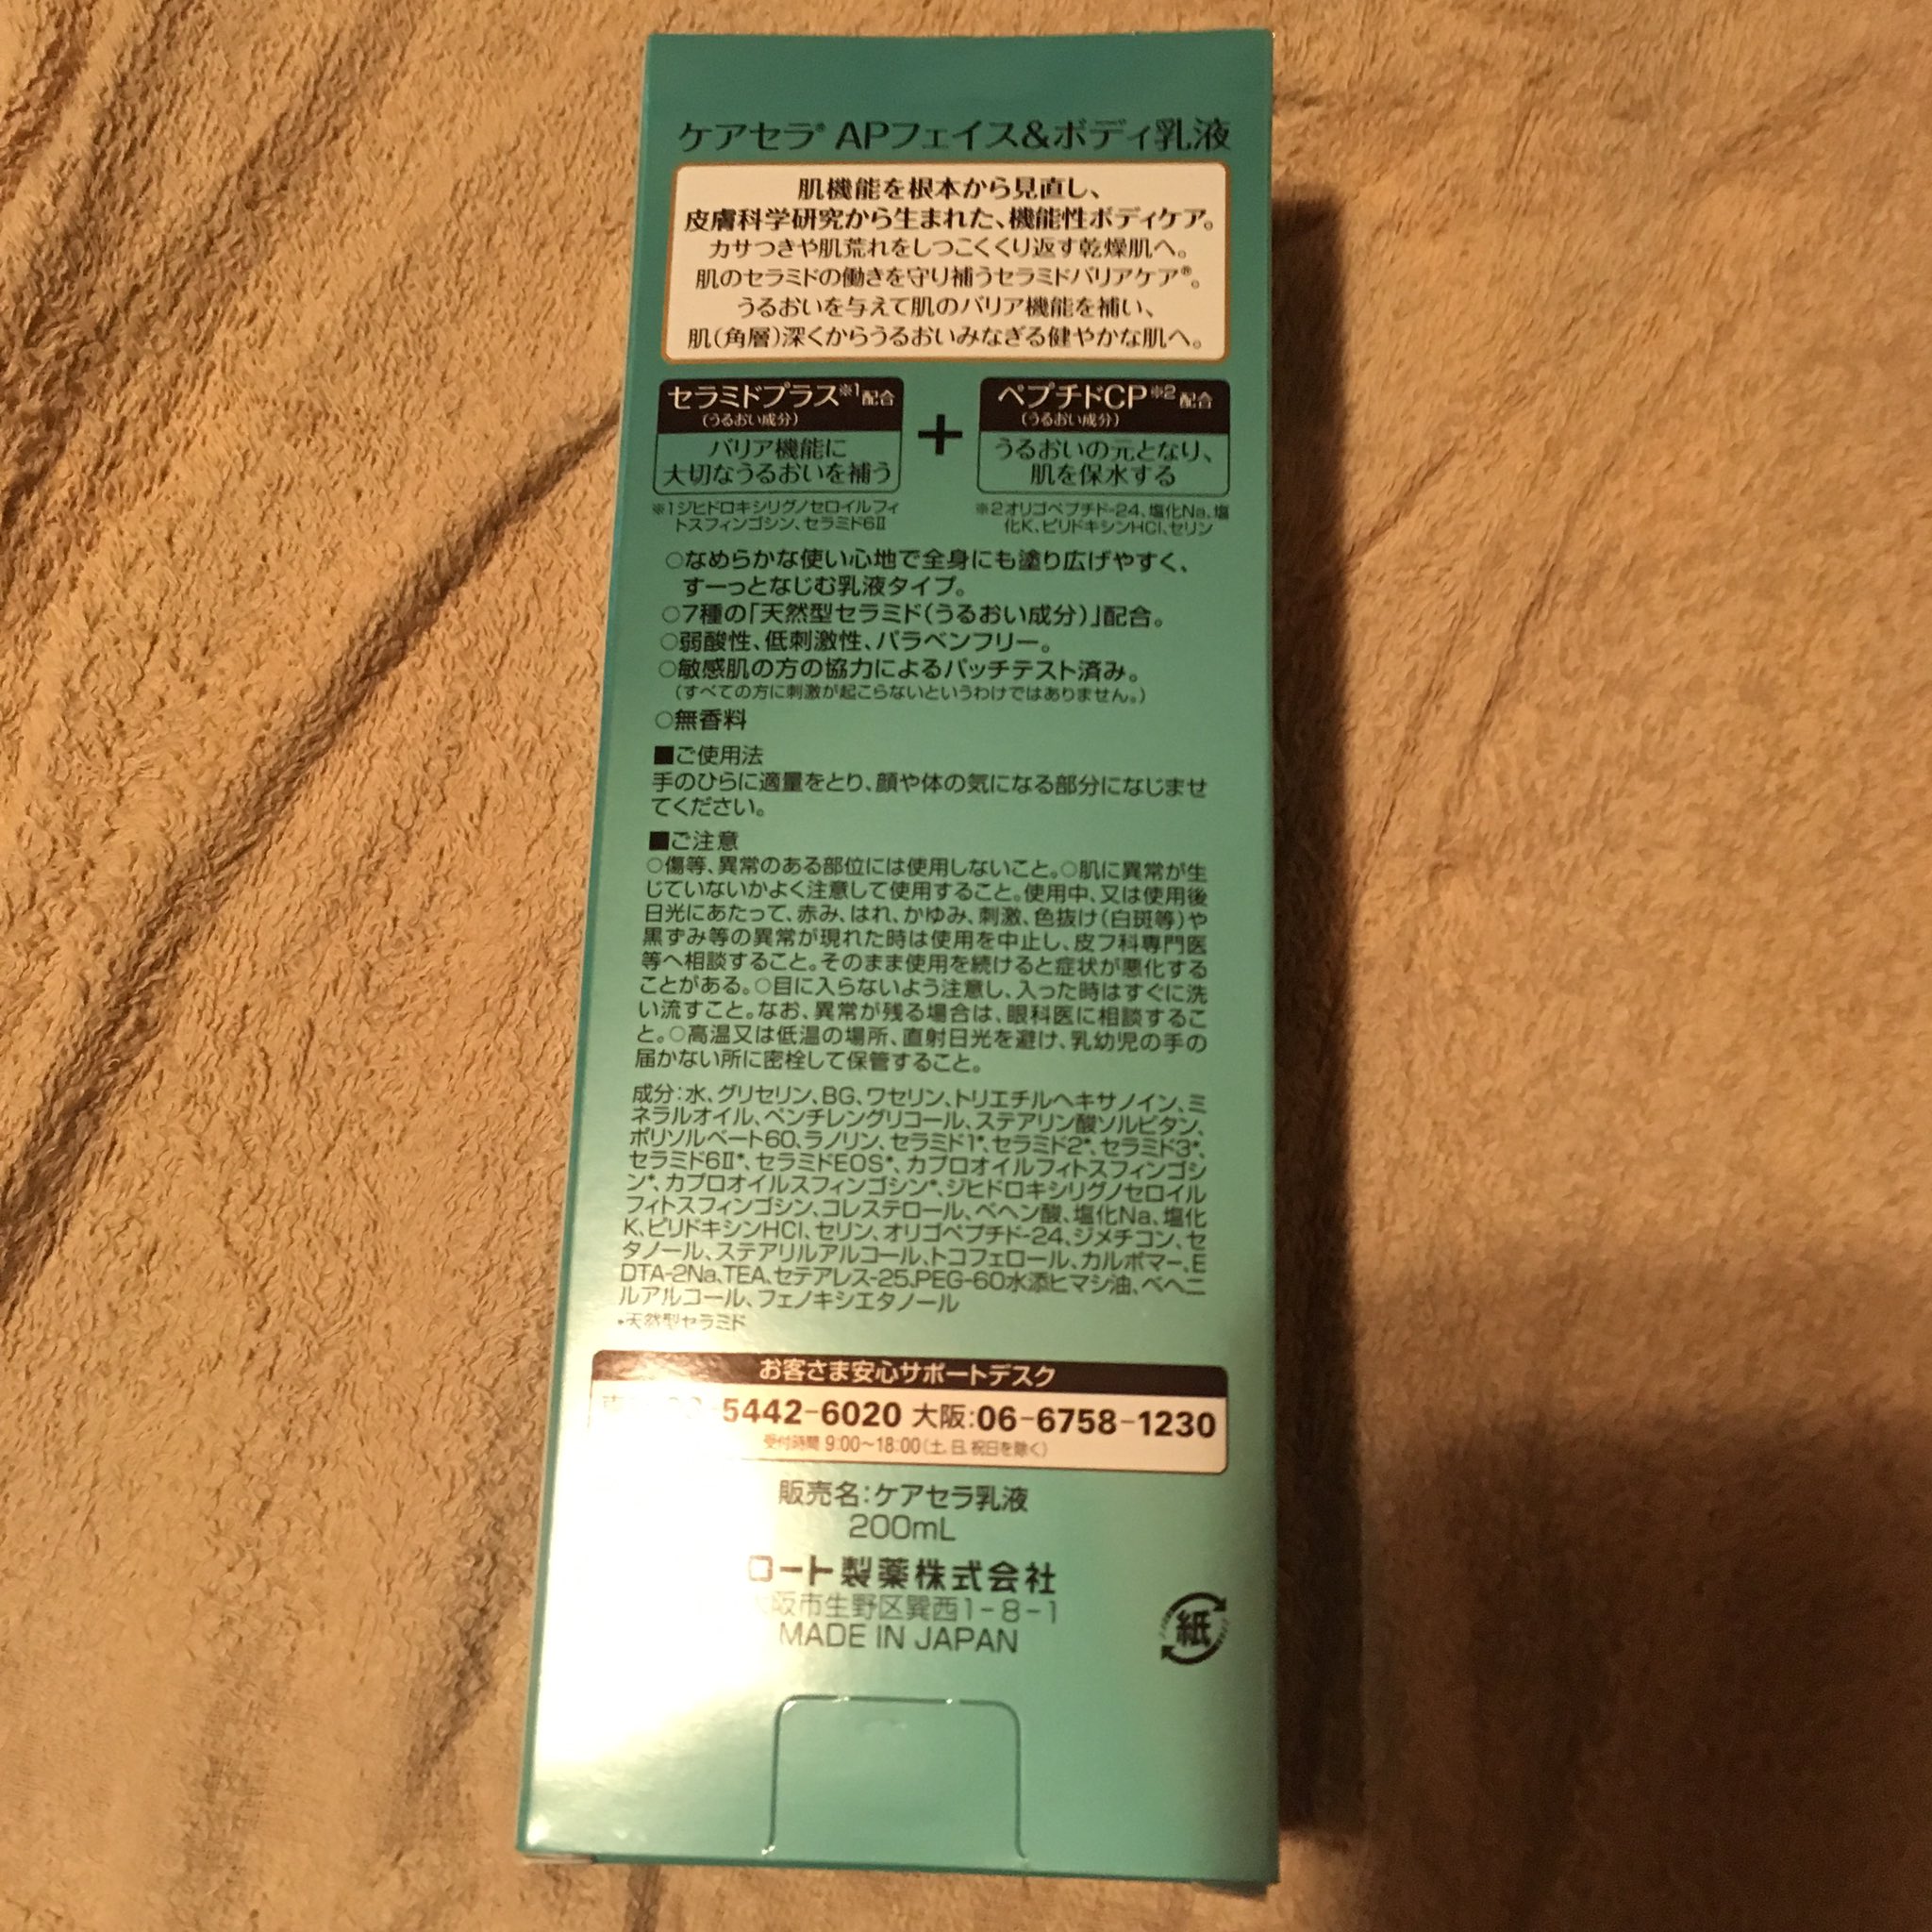 ケアセラ® APフェイス&ボディ乳液
肌機能を根本から見直し、
皮膚科学研究から生まれた、機能性ボディケア。
カサつきや肌荒れをしつこくくり返す乾燥肌へ。
肌のセラミドの働きを守り補うセラミドバリアケア®。
うるおいを与えて肌のバリア機能を補い、
肌(角層)深くからうるおいみなぎる健やかな肌へ。
セラミドプラス※1配合
(うるおい成分)
バリア機能に
大切なうるおいを補う
※1ジヒドロキシリグノセロイルフィ
トスフィンゴシン、セラミド6Ⅱ
+
ペプチドCP※2配合
(うるおい成分)
うるおいの元となり、
肌を保水する
※2オリゴペプチド-24、塩化Na、塩
化K、ピリドキシンHCl、セリン
○なめらかな使い心地で全身にも塗り広げやすく、
すーっとなじむ乳液タイプ。
○7種の「天然型セラミド(うるおい成分)」配合。
○弱酸性、低刺激性、パラベンフリー。
○敏感肌の方の協力によるパッチテスト済み。
(すべての方に刺激が起こらないというわけではありません。)
○無香料
■ご使用法
手のひらに適量をとり、顔や体の気になる部分になじませ
てください。
■ご注意
○傷等、異常のある部位には使用しないこと。○肌に異常が生
じていないかよく注意して使用すること。使用中、又は使用後
日光にあたって、赤み、はれ、かゆみ、刺激、色抜け(白斑等)や
黒ずみ等の異常が現れた時は使用を中止し、皮フ科専門医
等へ相談すること。そのまま使用を続けると症状が悪化する
ことがある。○目に入らないよう注意し、入った時はすぐに洗
い流すこと。なお、異常が残る場合は、眼科医に相談するこ
と。○高温又は低温の場所、直射日光を避け、乳幼児の手の
届かない所に密栓して保管すること。
成分:水、グリセリン、BG、ワセリン、トリエチルヘキサノイン、ミ
ネラルオイル、ペンチレングリコール、ステアリン酸ソルビタン、
ポリソルベート60、ラノリン、セラミド1*、セラミド2*、セラミド3*、
セラミド6Ⅱ*、セラミドEOS*、カプロオイルフィトスフィンゴシ
ン*、カプロオイルスフィンゴシン*、ジヒドロキシリグノセロイル
フィトスフィンゴシン、コレステロール、ベヘン酸、塩化Na、塩化
K、ピリドキシンHCl、セリン、オリゴペプチド-24、ジメチコン、セ
タノール、ステアリルアルコール、トコフェロール、カルボマー、E
DTA-2Na、TEA、セテアレス-25、PEG-60水添ヒマシ油、ベヘニ
ルアルコール、フェノキシエタノール
*天然型セラミド
お客さま安心サポートデスク
5442-6020 大阪:06-6758-1230
受付時間 9:00~18:00(土、日、祝日を除く)
販売名:ケアセラ乳液
200mL
ロート製薬株式会社
阪市生野区巽西1-8-1
MADE IN JAPAN
紙